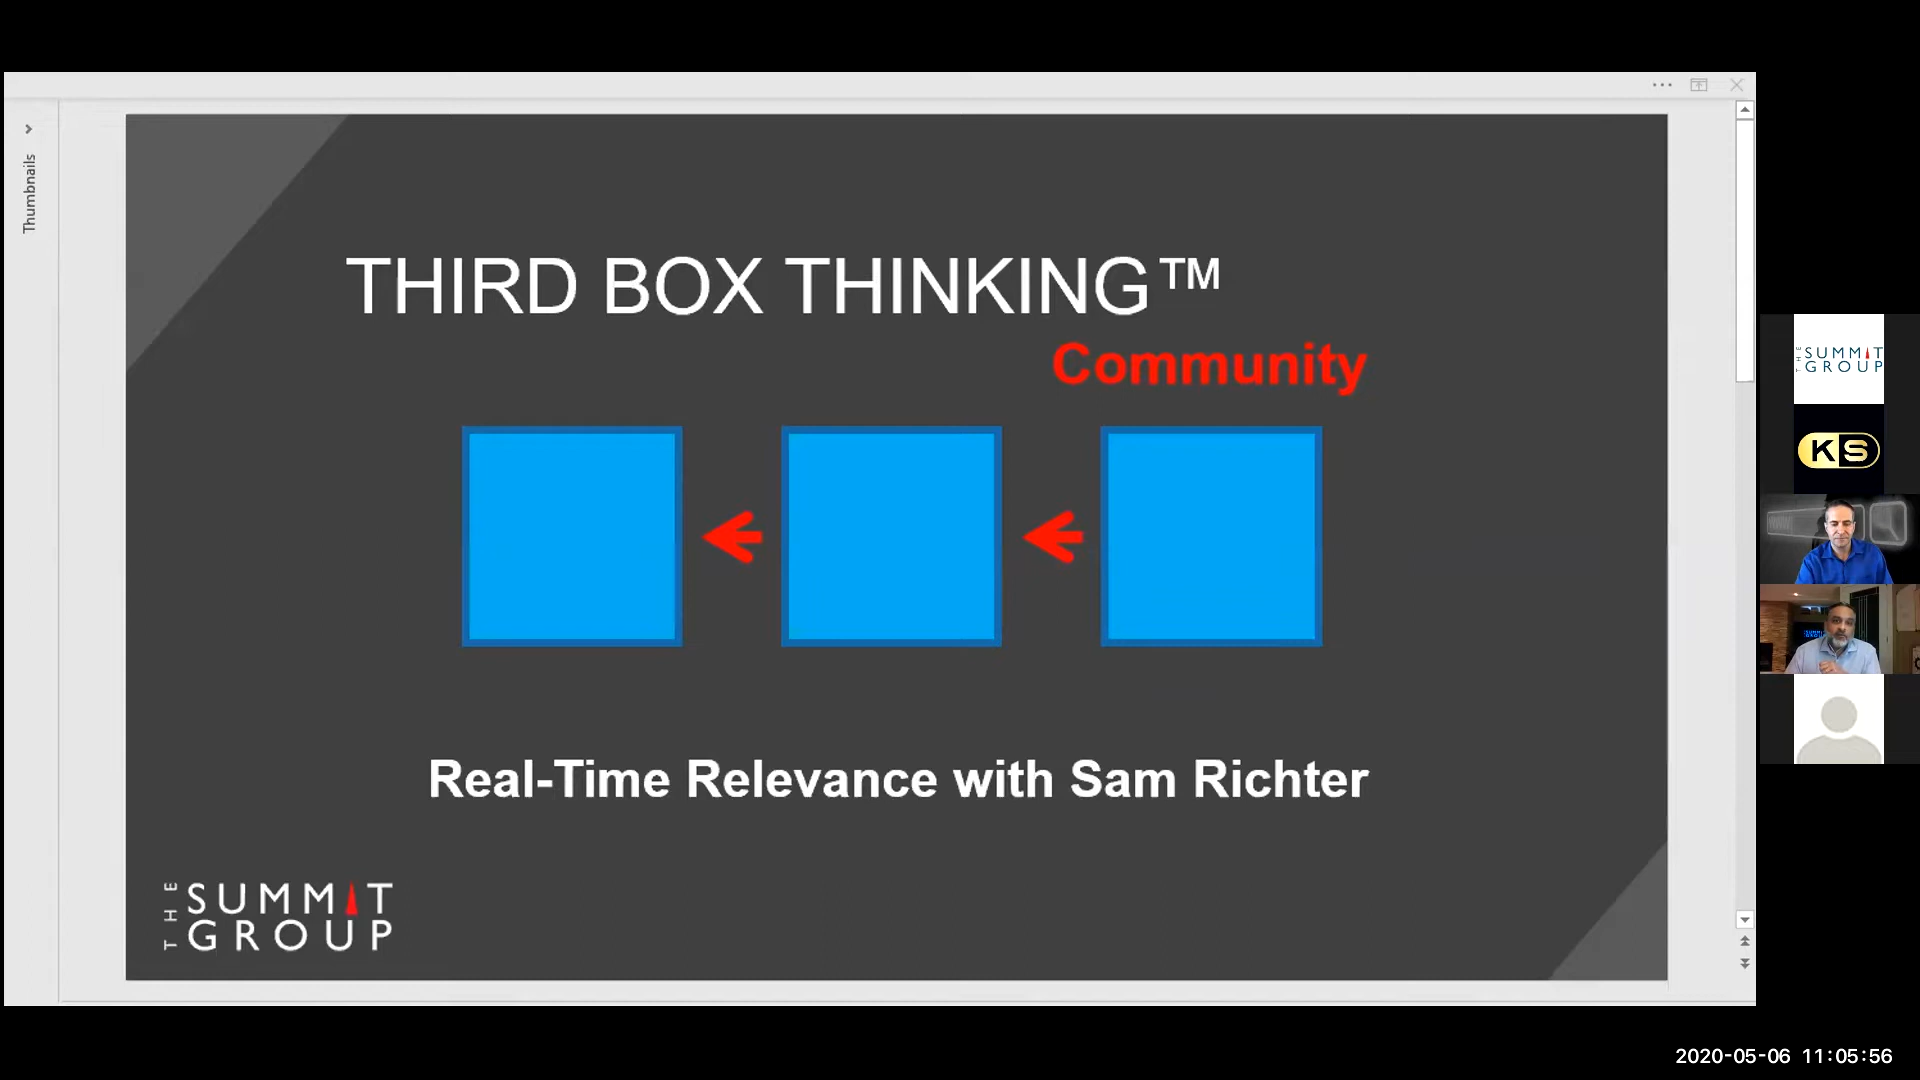 Thumbnails
THIRD BOX THINKING™
Community
Real-Time Relevance with Sam Richter
THE SUMMIT GROUP
THE SUMMIT GROUP
KS
2020-05-06 11:05:56